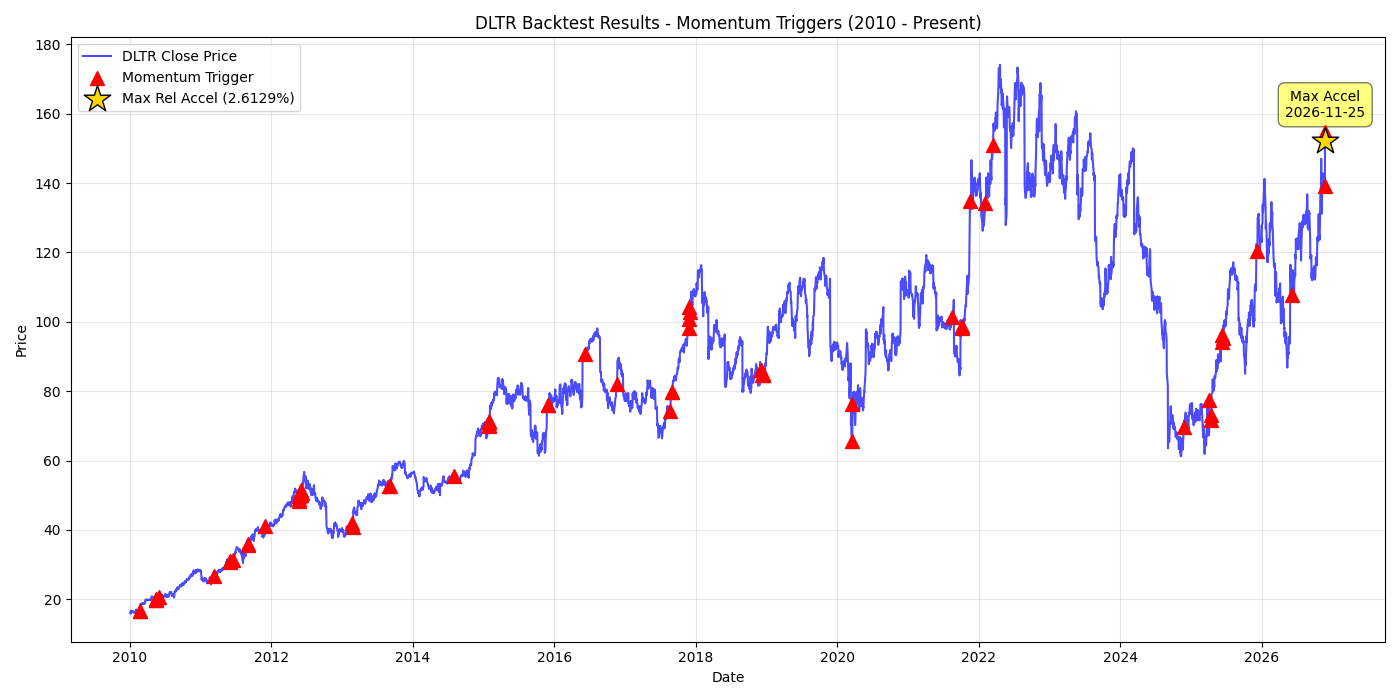 DLTR Backtest Results - Momentum Triggers (2010 - Present)
DLTR Close Price
Momentum Trigger
Max Rel Accel (2.6129%)
Max Accel
2026-11-25
Price
180
160
140
120
100
80
60
40
20
2010
2012
2014
2016
2018
2020
2022
2024
2026
Date